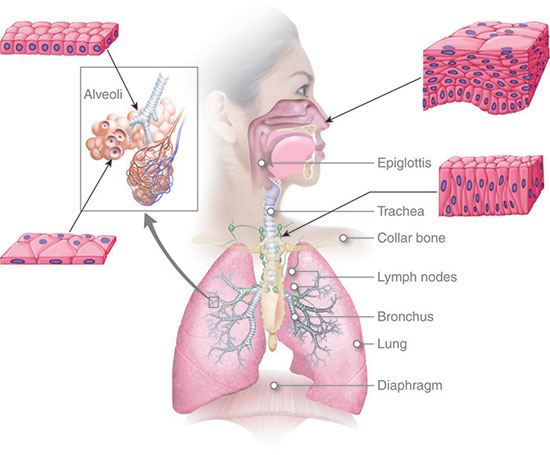 Alveoli
Epiglottis
Trachea
Collar bone
Lymph nodes
Bronchus
Lung
Diaphragm